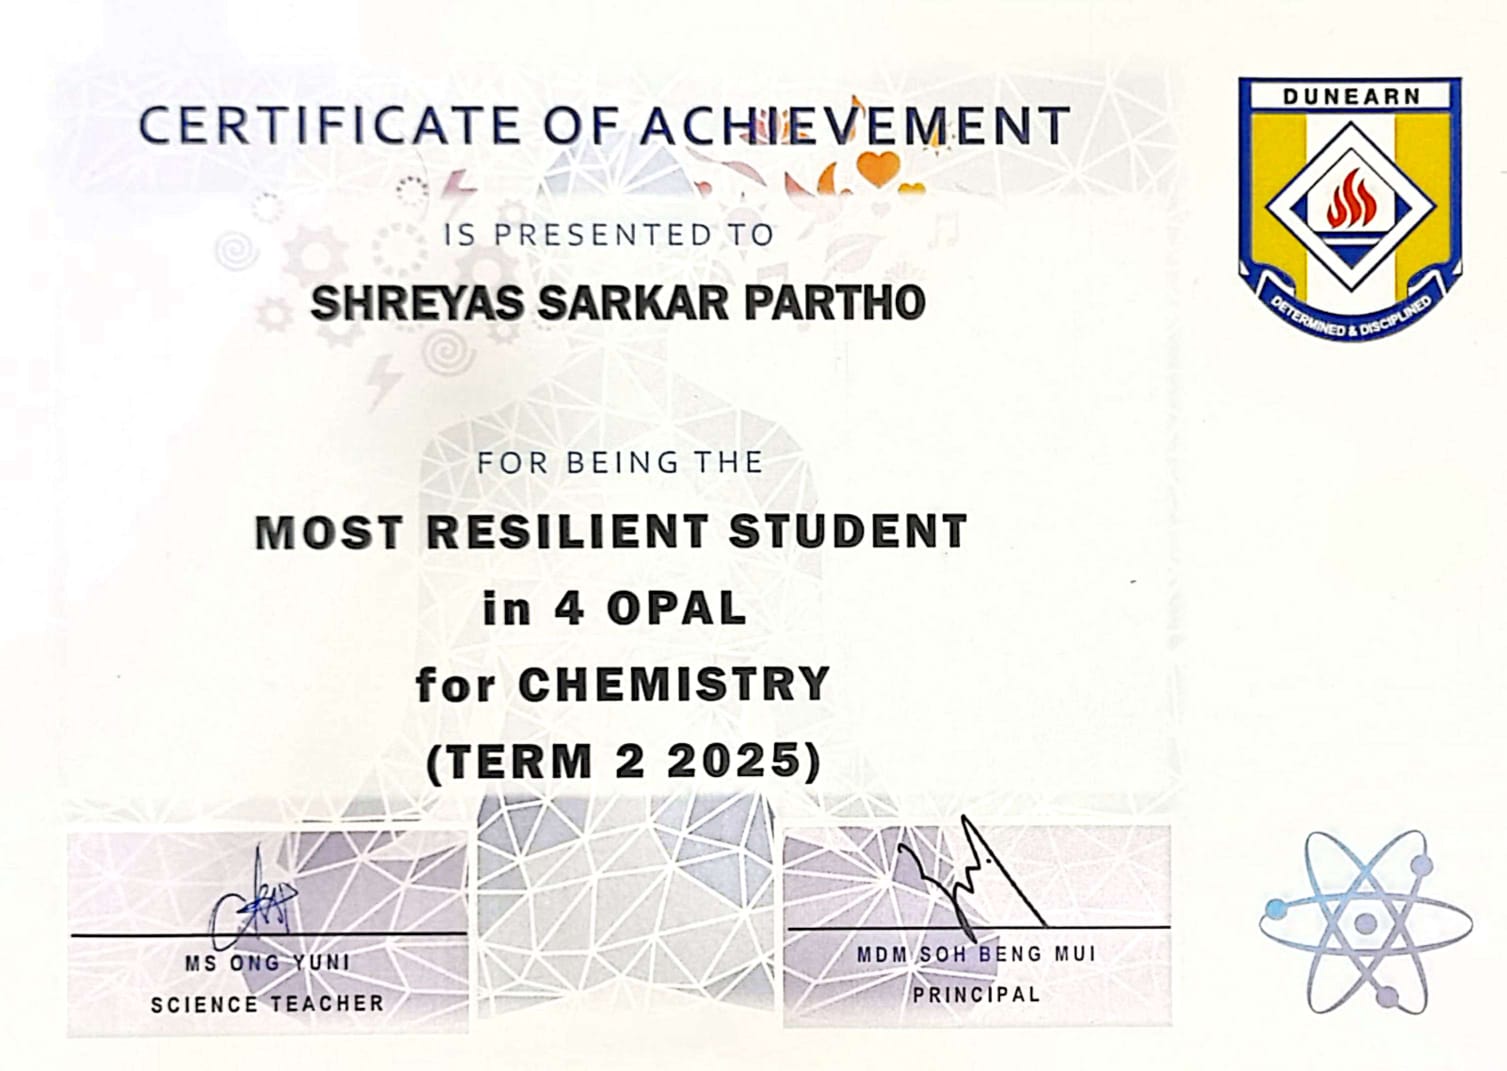 CERTIFICATE OF ACHIEVEMENT
IS PRESENTED TO
SHREYAS SARKAR PARTHO
FOR BEING THE
MOST RESILIENT STUDENT
in 4 OPAL
for CHEMISTRY
(TERM 2 2025)
MS ONG YUNI
SCIENCE TEACHER
MDM SOH BENG MUI
PRINCIPAL
DUNEARN
DETERMINED & DISCIPLINED